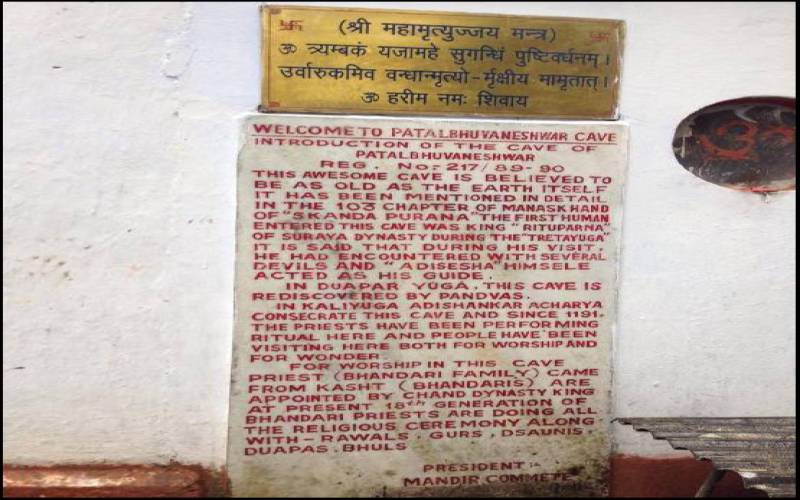 (श्री महामृत्युज्जय मन्त्र)
ॐ त्र्यम्बकं यजामहे सुगन्धिं पुष्टिवर्धनम्।
उर्वारुकमिव वन्धान्मृत्यो-र्मृक्षीय मामृतात्।
ॐ हरीम नमः शिवाय
WELCOME TO PATALBHUVANESHWAR CAVE
INTRODUCTION OF THE CAVE OF
PATALBHUVANESHWAR
REG. No:- 217/89-90
THIS AWESOME CAVE IS BELIEVED TO
BE AS OLD AS THE EARTH ITSELF
IT HAS BEEN MENTIONED IN DETAIL
IN THE 103 CHAPTER OF MANASKHAND
OF "SKANDA PURANA" THE FIRST HUMAN
ENTERED THIS CAVE WAS KING "RITUPARNA"
OF SURAYA DYNASTY DURING THE "TRETAYUGA"
IT IS SAID THAT DURING HIS VISIT.
HE HAD ENCOUNTERED WITH SEVERAL
DEVILS AND "ADISESHA" HIMSELE
ACTED AS HIS GUIDE.
IN DUAPAR YUGA, THIS CAVE IS
REDISCOVERED BY PANDVAS.
IN KALIYUGA ADISHANKAR ACHARYA
CONSECRATE THIS CAVE AND SINCE 1191.
THE PRIESTS HAVE BEEN PERFORMING
RITUAL HERE AND PEOPLE HAVE BEEN
VISITING HERE BOTH FOR WORSHIP AND
FOR WONDER
FOR WORSHIP IN THIS CAVE
PRIEST (BHANDARI FAMILY) CAME
FROM KASHT (BHANDARIS) ARE
APPOINTED BY CHAND DYNASTY KING
AT PRESENT 18th GENERATION OF
BHANDARI PRIESTS ARE DOING ALL
THE RELIGIOUS CEREMONY ALONG
WITH - RAWALS, GURS, DSAUNIS,
DUAPAS, BHULS
PRESIDENT:-
MANDIR COMMETE
ॐ